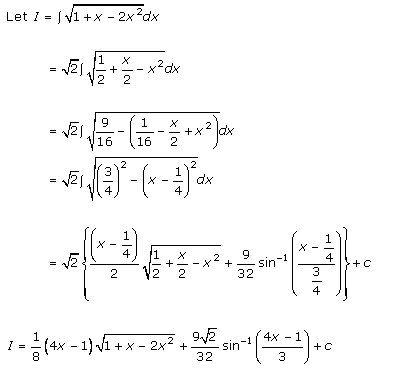 Let I = ∫√(1 + x − 2x²) dx
= √2 ∫ √(1/2 + x/2 − x²) dx
= √2 ∫ √(9/16 − (1/16 − x/2 + x²)) dx
= √2 ∫ √((3/4)² − (x − 1/4)²) dx
= √2 { (x − 1/4)/2 √(1/2 + x/2 − x²) + 9/32 sin⁻¹ ((x − 1/4)/(3/4)) } + c
I = 1/8 (4x − 1) √(1 + x − 2x²) + 9√2/32 sin⁻¹ ((4x − 1)/3) + c